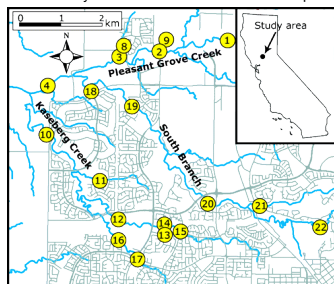 0 1 2
km
N
Study area
Pleasant Grove Creek
Kaseberg Creek
South Branch
1
2
3
4
8
9
10
11
12
13
14
15
16
17
18
19
20
21
22